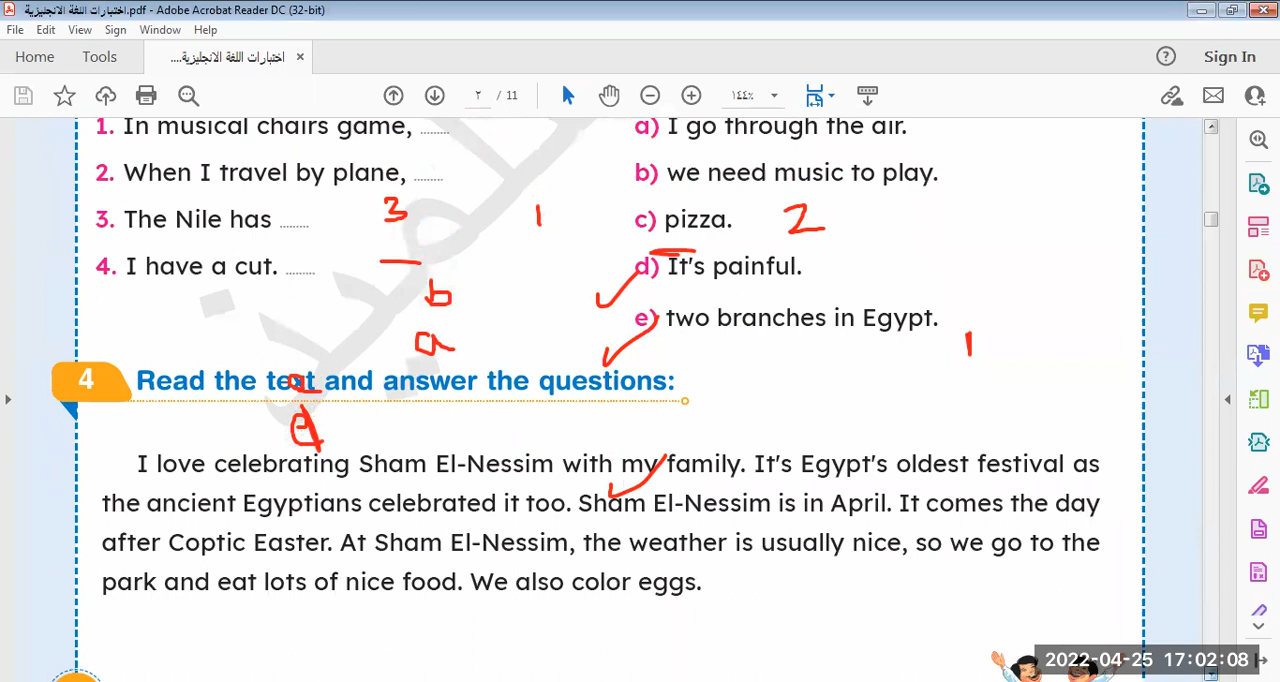 اختبارات اللغة الانجليزية.pdf - Adobe Acrobat Reader DC (32-bit)
File Edit View Sign Window Help
Home Tools اختبارات اللغة الانجليزية.... × Sign In
٢ / 11 ١٤٤٪
1. In musical chairs game, ........ a) I go through the air.
2. When I travel by plane, ........ b) we need music to play.
3. The Nile has ........ 3 1 c) pizza. 2
4. I have a cut. ........ d) It's painful.
b
e) two branches in Egypt.
a 1
4 Read the text and answer the questions:
I love celebrating Sham El-Nessim with my family. It's Egypt's oldest festival as
the ancient Egyptians celebrated it too. Sham El-Nessim is in April. It comes the day
after Coptic Easter. At Sham El-Nessim, the weather is usually nice, so we go to the
park and eat lots of nice food. We also color eggs.
2022-04-25 17:02:08